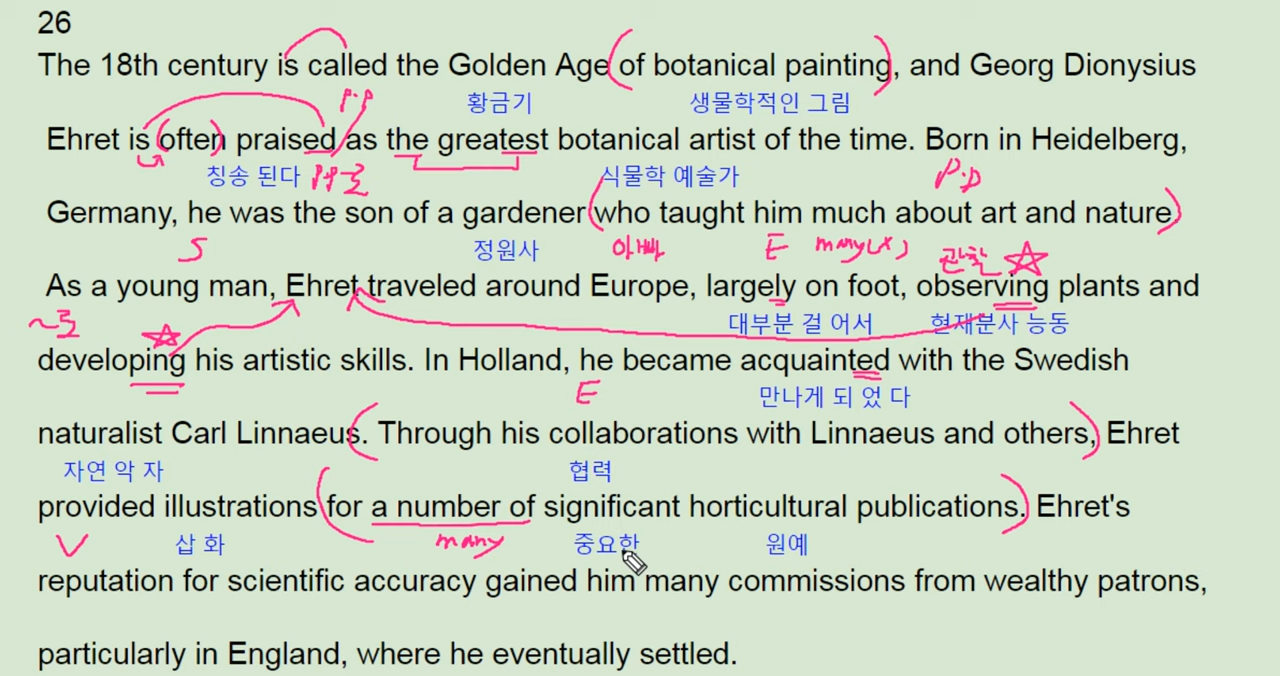 26
The 18th century is called the Golden Age of botanical painting, and Georg Dionysius
p.p 황금기 생물학적인 그림
Ehret is often praised as the greatest botanical artist of the time. Born in Heidelberg,
칭송 된다 pp로 식물학 예술가 p.p
Germany, he was the son of a gardener who taught him much about art and nature
S 정원사 아빠 E many(x) 관찰
As a young man, Ehret traveled around Europe, largely on foot, observing plants and
~로 대부분 걸 어서 현재분사 능동
developing his artistic skills. In Holland, he became acquainted with the Swedish
E 만나게 되 었 다
naturalist Carl Linnaeus. Through his collaborations with Linnaeus and others, Ehret
자연 악 자 협력
provided illustrations for a number of significant horticultural publications. Ehret's
V 삽 화 many 중요한 원예
reputation for scientific accuracy gained him many commissions from wealthy patrons,
particularly in England, where he eventually settled.